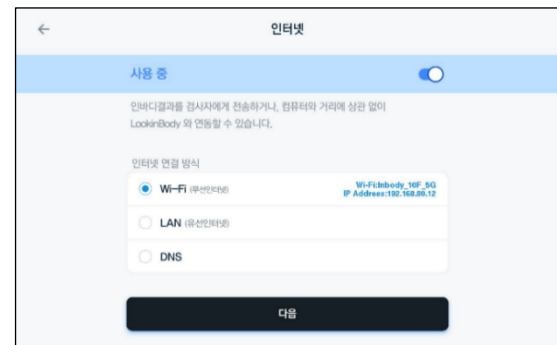 인터넷
사용 중
인바디결과를 검사자에게 전송하거나, 컴퓨터와 거리에 상관 없이
LookinBody 와 연동할 수 있습니다.
인터넷 연결 방식
Wi-Fi (무선인터넷)
Wi-Fi:Inbody_10F_5G
IP Address:192.168.00.12
LAN (유선인터넷)
DNS
다음